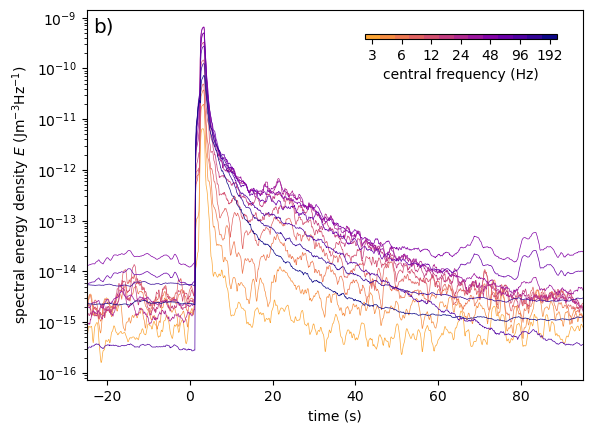 b)
3 6 12 24 48 96 192
central frequency (Hz)
spectral energy density E (Jm⁻³Hz⁻¹)
10⁻⁹
10⁻¹⁰
10⁻¹¹
10⁻¹²
10⁻¹³
10⁻¹⁴
10⁻¹⁵
10⁻¹⁶
−20 0 20 40 60 80
time (s)